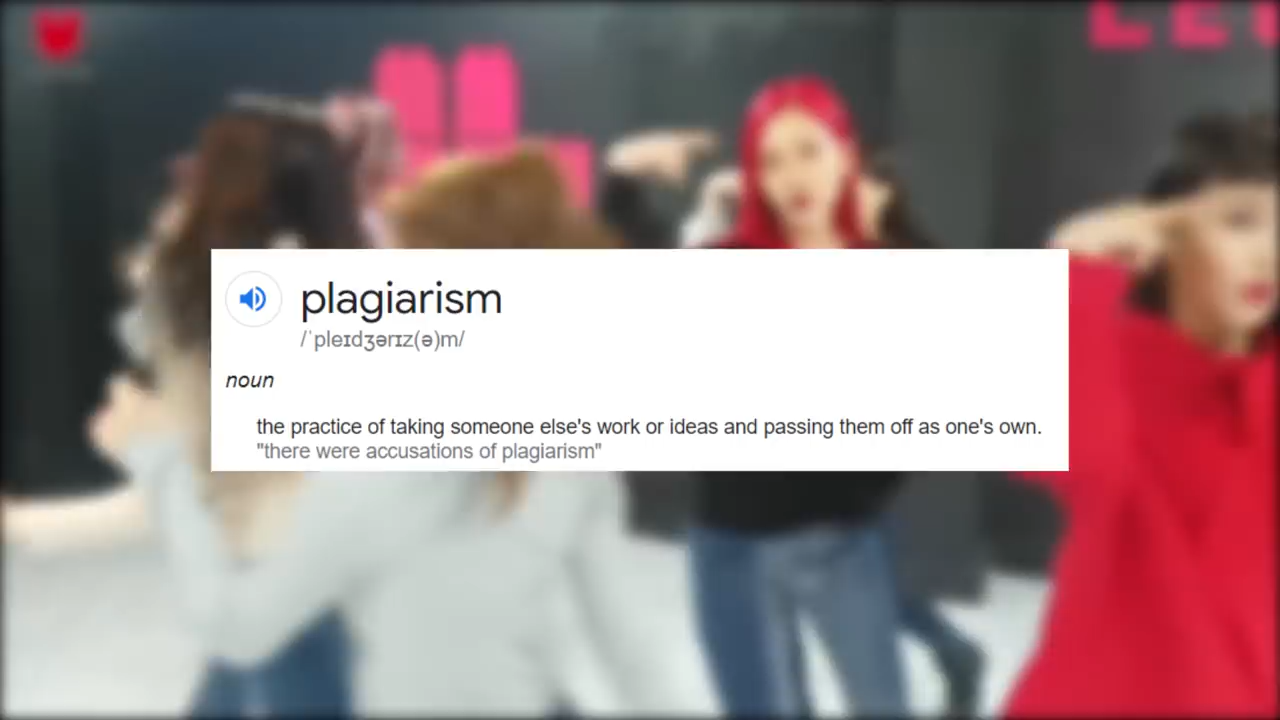 plagiarism
/ˈpleɪdʒərɪz(ə)m/
noun
the practice of taking someone else's work or ideas and passing them off as one's own.
"there were accusations of plagiarism"